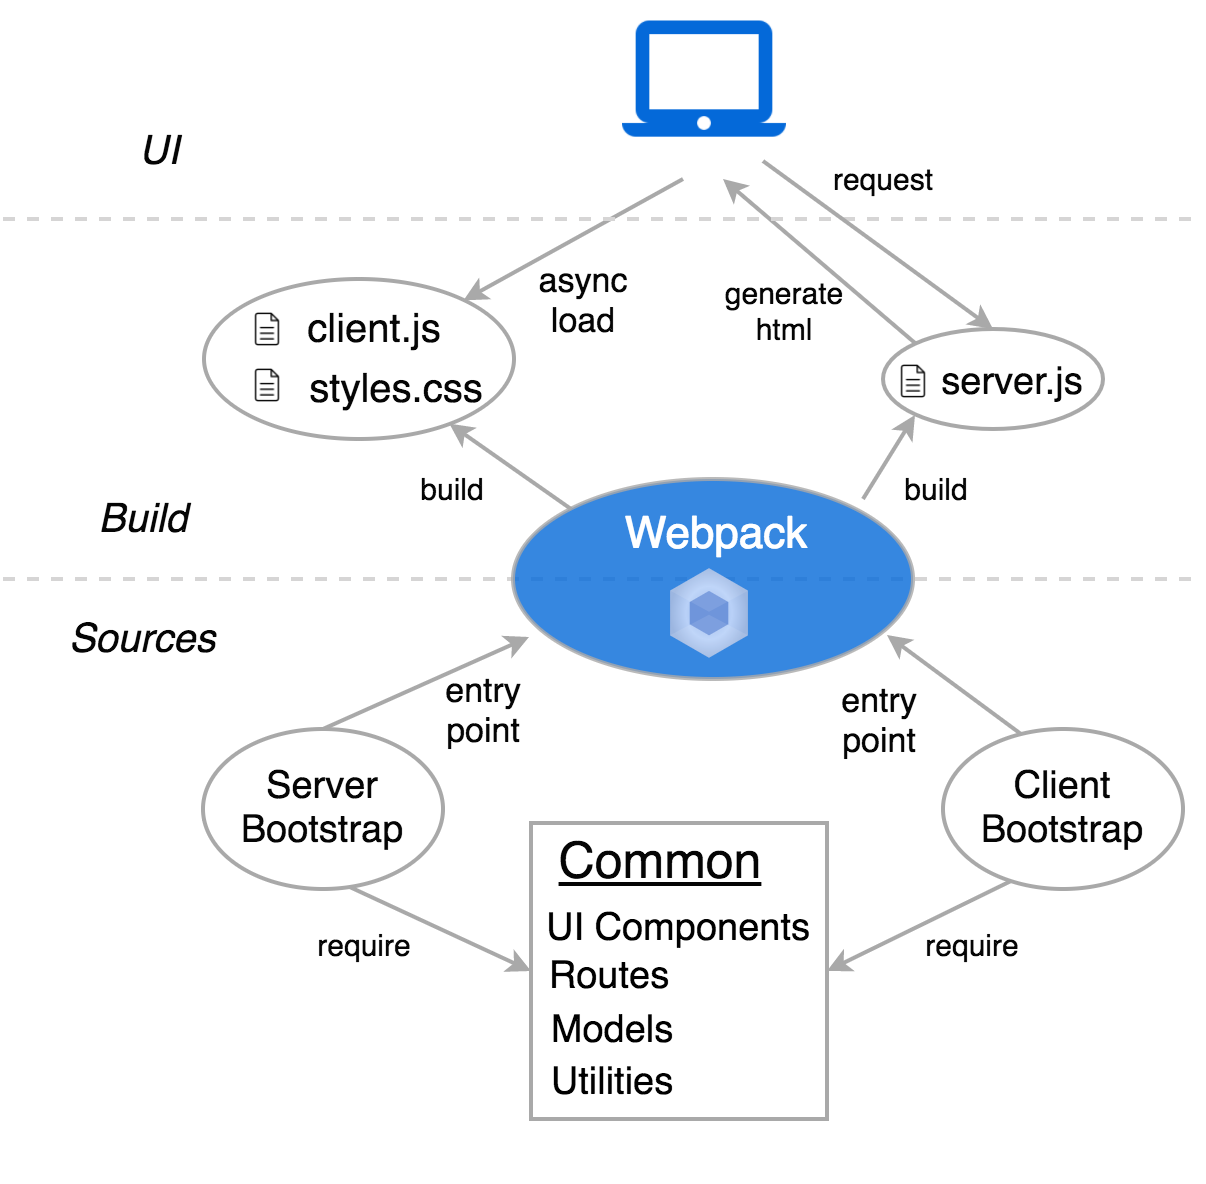 UI
request
async
load
generate
html
client.js
styles.css
server.js
build
build
Build
Webpack
Sources
entry
point
entry
point
Server
Bootstrap
Client
Bootstrap
Common
UI Components
Routes
Models
Utilities
require
require